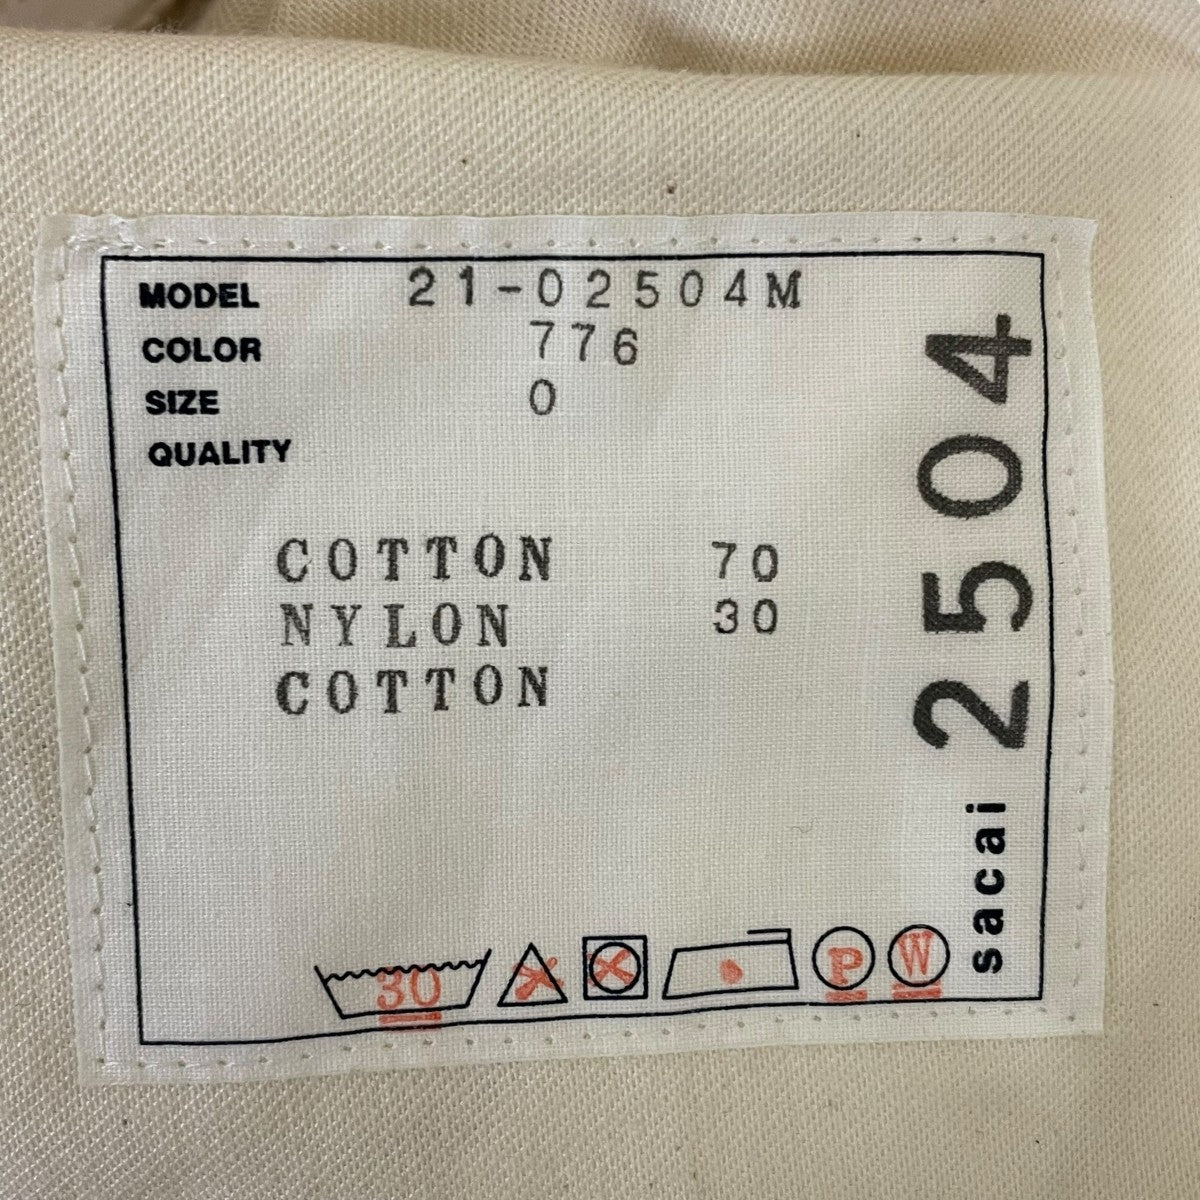 MODEL 21-02504M
COLOR 776
SIZE 0
QUALITY
COTTON 70
NYLON 30
COTTON
30
P
W
sacai 2504